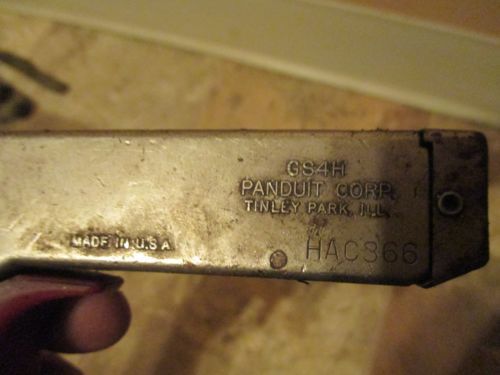 GS4H
PANDUIT CORP.
TINLEY PARK, ILL.
MADE IN U.S.A
HAC366